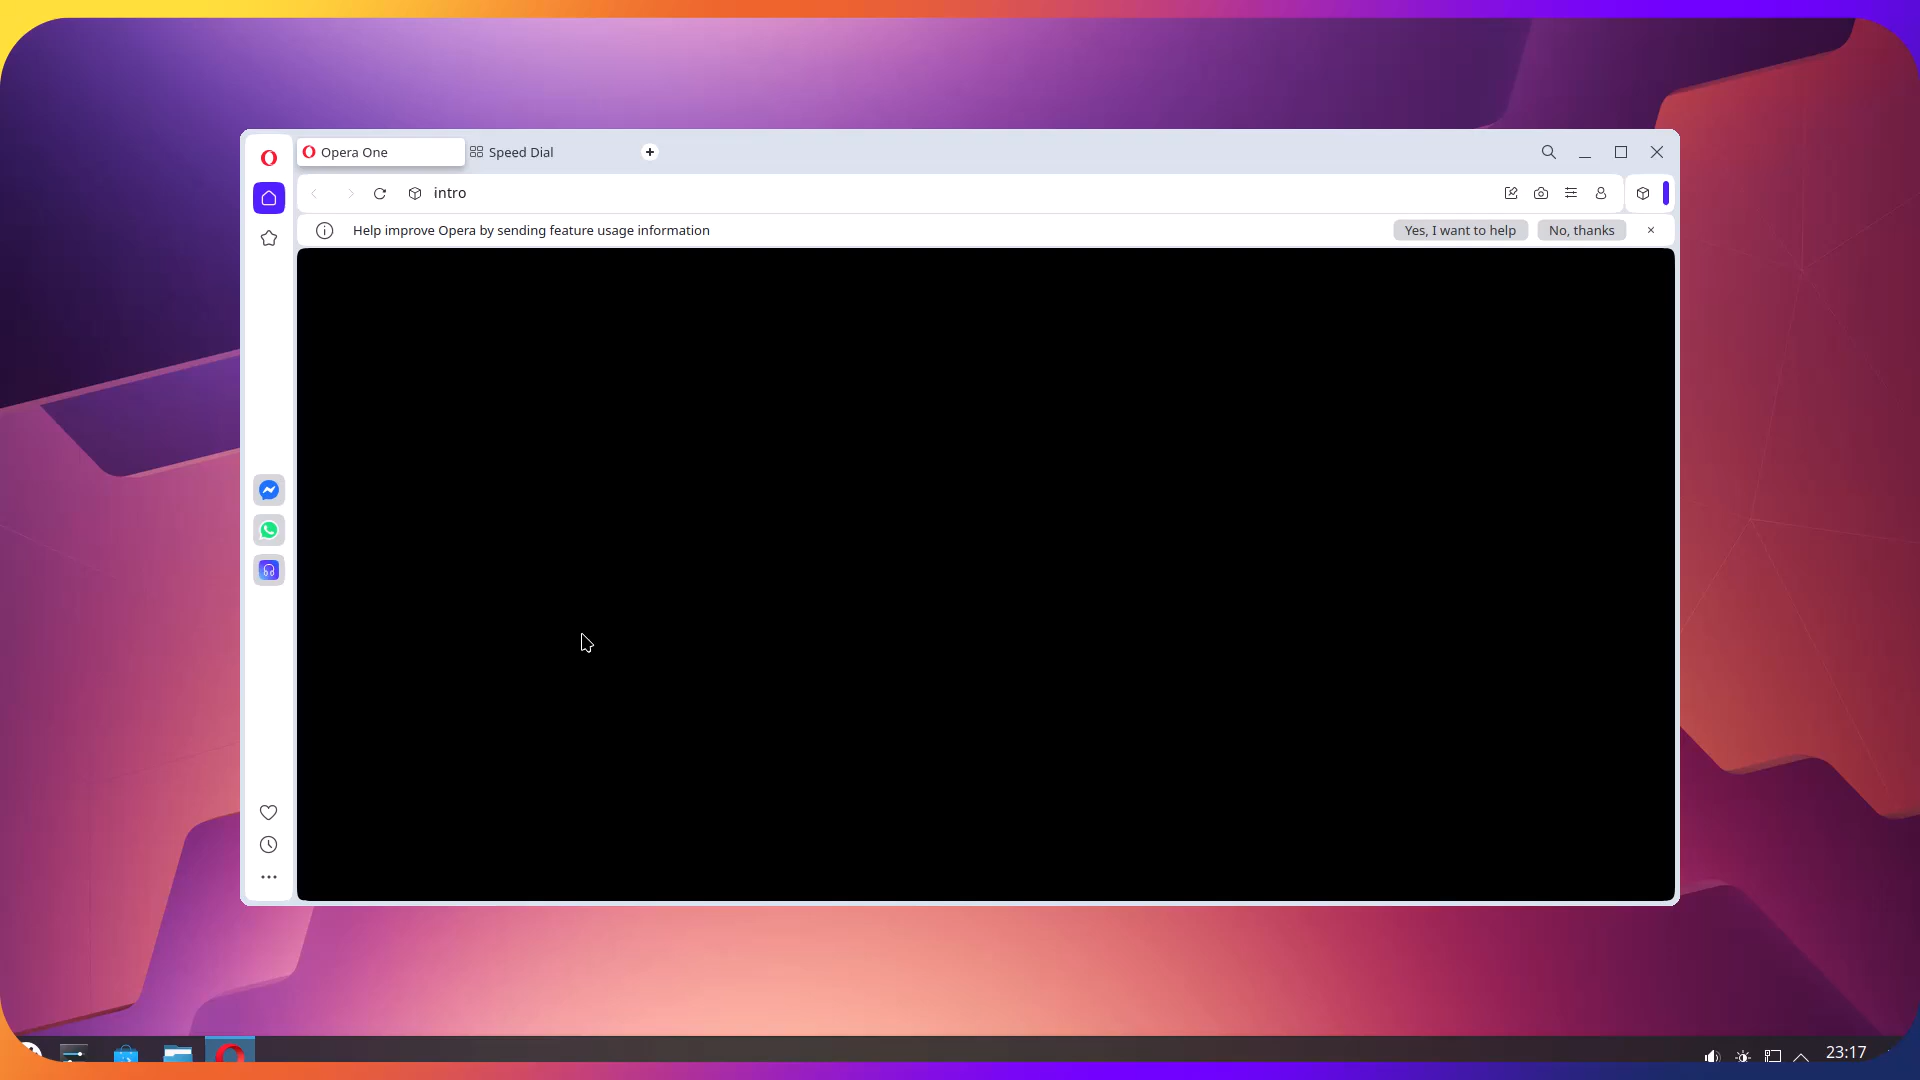 Opera One
Speed Dial
intro
Help improve Opera by sending feature usage information
Yes, I want to help
No, thanks
23:17